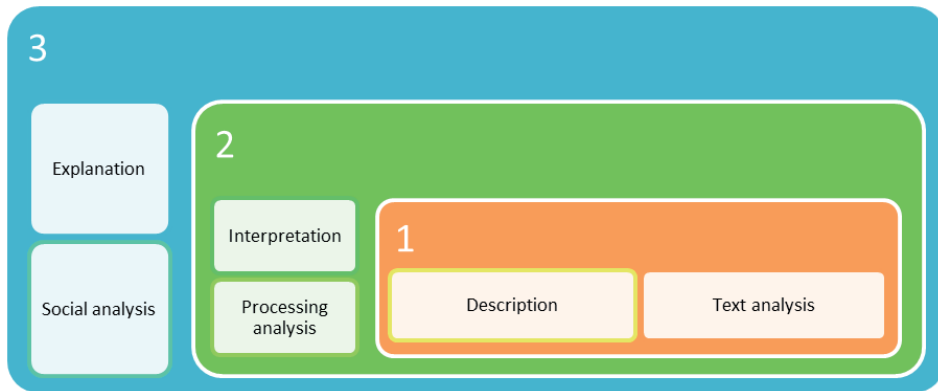 3
Explanation
Social analysis
2
Interpretation
Processing
analysis
1
Description
Text analysis